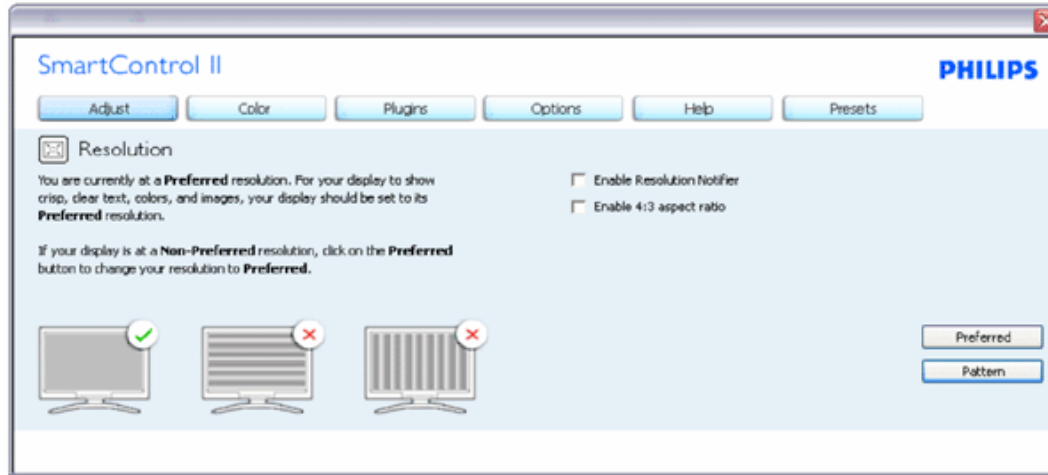 SmartControl II
PHILIPS
Adjust Color Plugins Options Help Presets
Resolution
You are currently at a Preferred resolution. For your display to show
crisp, clear text, colors, and images, your display should be set to its
Preferred resolution.
If your display is at a Non-Preferred resolution, click on the Preferred
button to change your resolution to Preferred.
Enable Resolution Notifier
Enable 4:3 aspect ratio
Preferred
Pattern